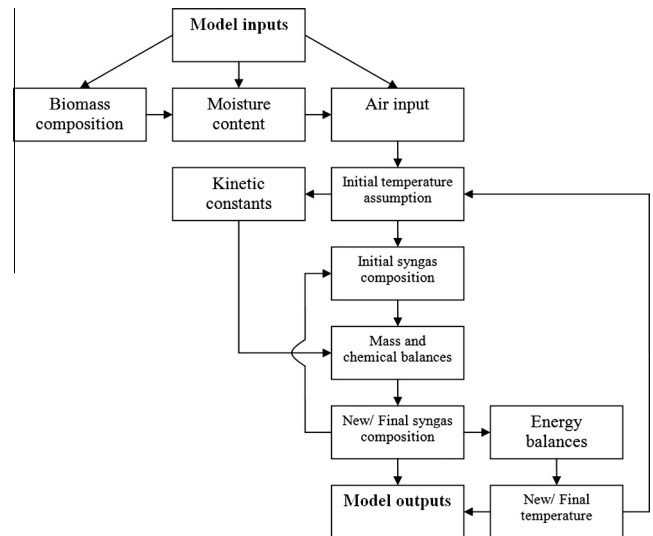 Model inputs
Biomass
composition
Moisture
content
Air input
Kinetic
constants
Initial temperature
assumption
Initial syngas
composition
Mass and
chemical balances
New/ Final syngas
composition
Energy
balances
Model outputs
New/ Final
temperature